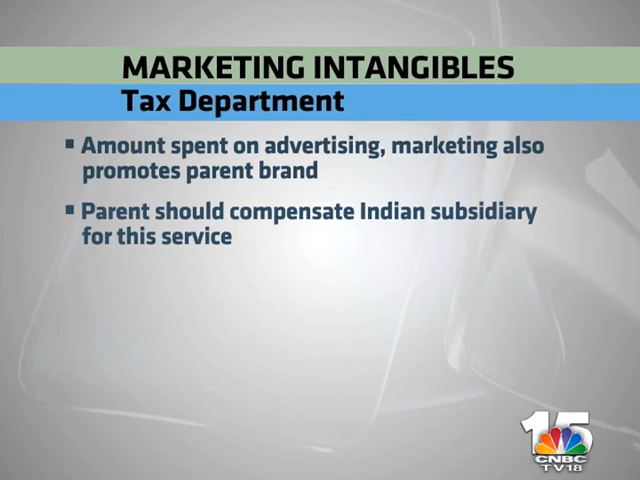 MARKETING INTANGIBLES
Tax Department
▪ Amount spent on advertising, marketing also
promotes parent brand
▪ Parent should compensate Indian subsidiary
for this service
15
CNBC
TV18